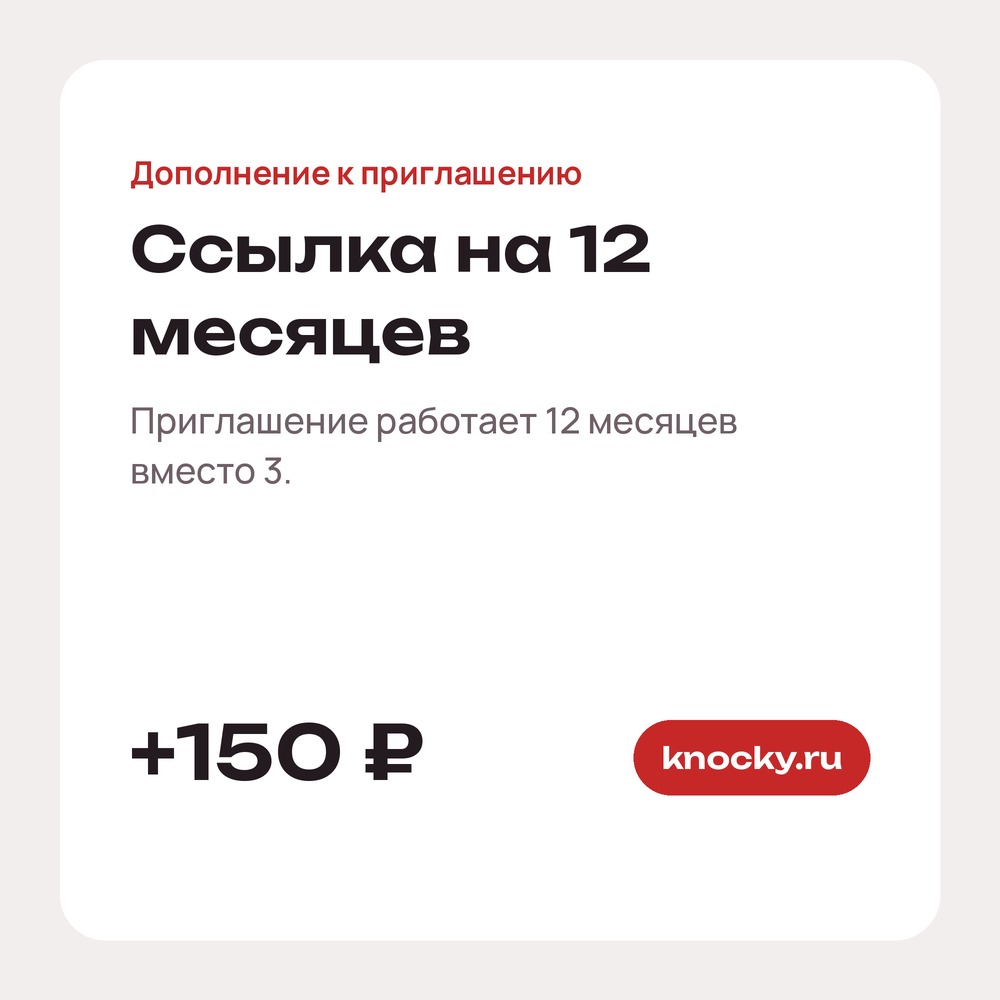 Дополнение к приглашению
Ссылка на 12
месяцев
Приглашение работает 12 месяцев
вместо 3.
+150 ₽
knocky.ru